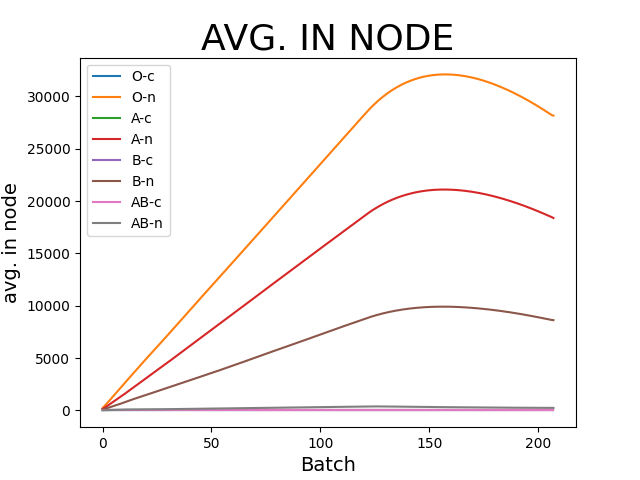 AVG. IN NODE
avg. in node
30000
25000
20000
15000
10000
5000
0
O-c
O-n
A-c
A-n
B-c
B-n
AB-c
AB-n
0 50 100 150 200
Batch